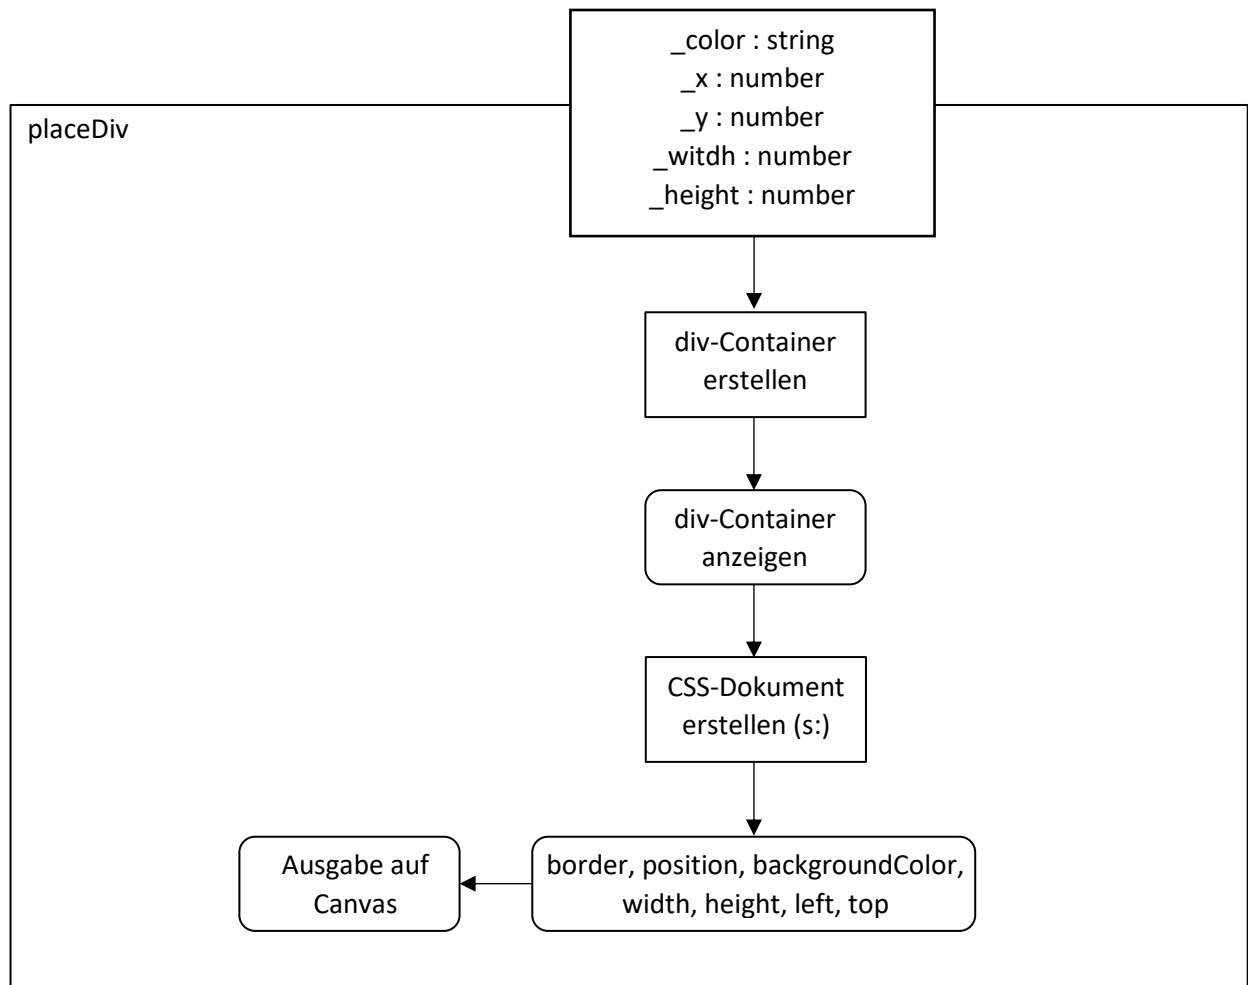 _color : string
_x : number
_y : number
_witdh : number
_height : number
placeDiv
div-Container
erstellen
div-Container
anzeigen
CSS-Dokument
erstellen (s:)
border, position, backgroundColor,
width, height, left, top
Ausgabe auf
Canvas